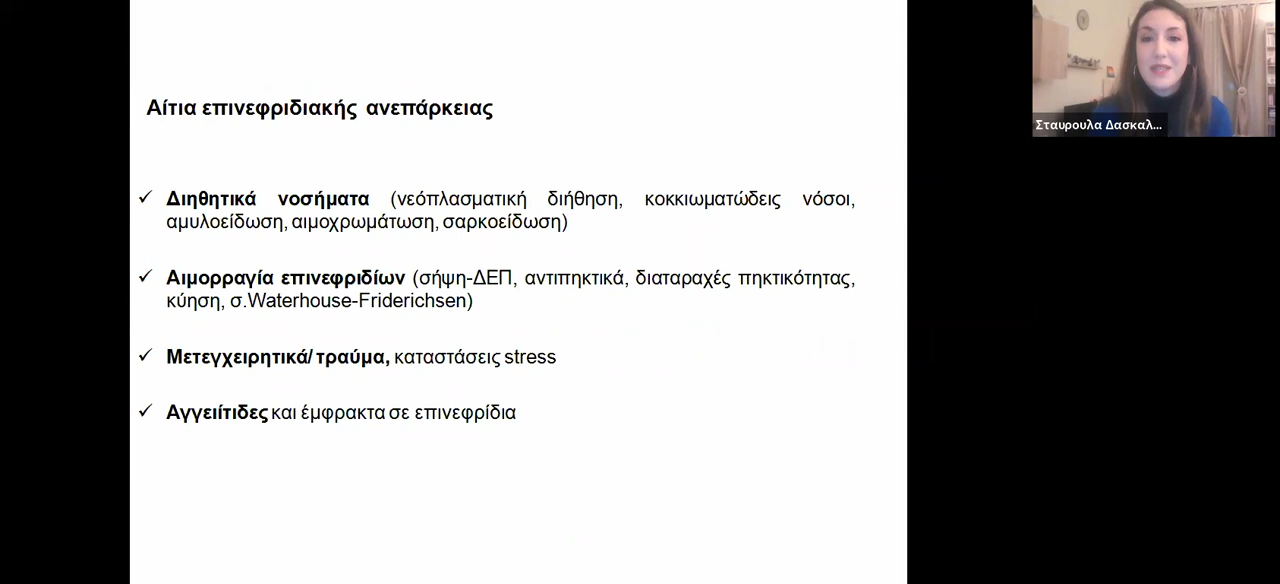 Αίτια επινεφριδιακής ανεπάρκειας
✓ Διηθητικά νοσήματα (νεόπλασματική διήθηση, κοκκιωματώδεις νόσοι,
αμυλοείδωση, αιμοχρωμάτωση, σαρκοείδωση)
✓ Αιμορραγία επινεφριδίων (σήψη-ΔΕΠ, αντιπηκτικά, διαταραχές πηκτικότητας,
κύηση, σ.Waterhouse-Friderichsen)
✓ Μετεγχειρητικά/ τραύμα, καταστάσεις stress
✓ Αγγειίτιδες και έμφρακτα σε επινεφρίδια
Σταυρουλα Δασκαλ...